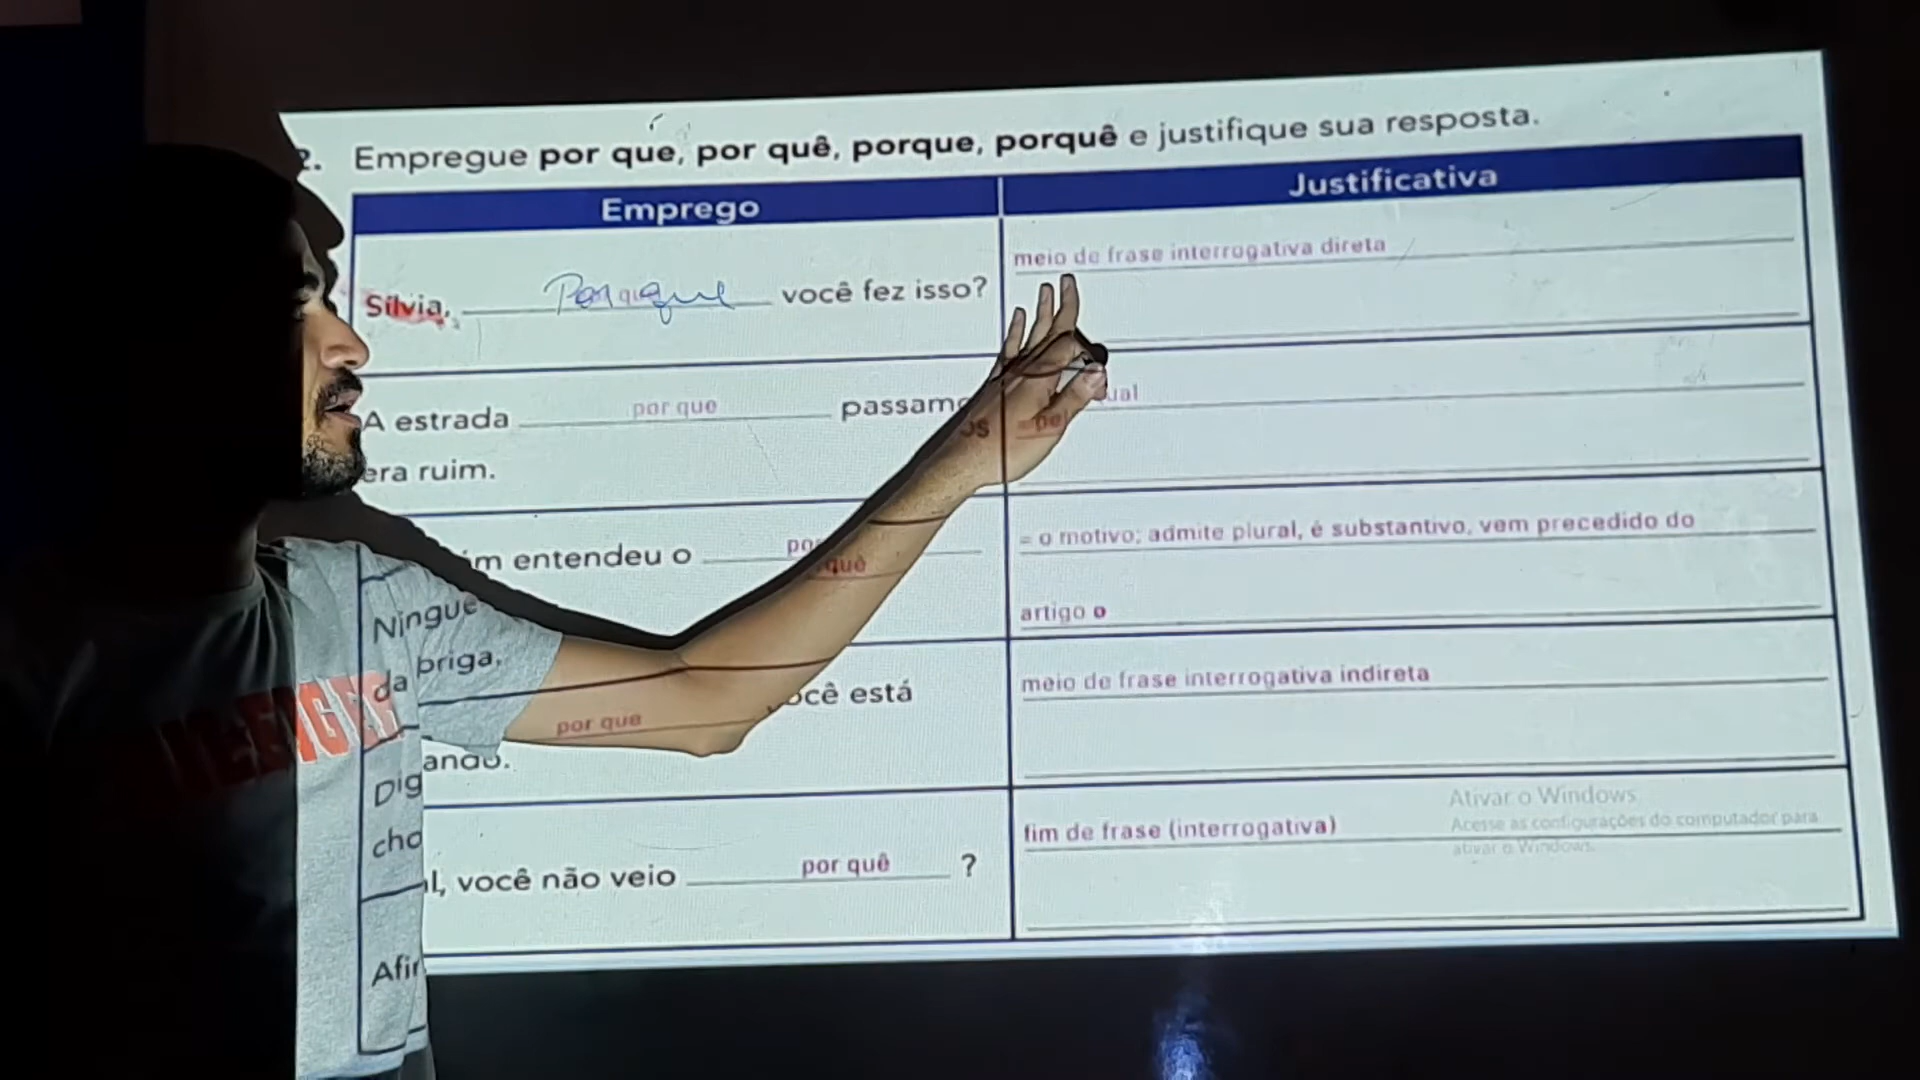 2. Empregue por que, por quê, porque, porquê e justifique sua resposta.
Emprego
Justificativa
Sílvia, Por que você fez isso?
meio de frase interrogativa direta
A estrada por que passamos
era ruim.
Ninguém entendeu o porquê
da briga.
= o motivo; admite plural, é substantivo, vem precedido do
artigo o
por que você está
meio de frase interrogativa indireta
l, você não veio por quê ?
fim de frase (interrogativa)
Ativar o Windows
Acesse as configurações do computador para
ativar o Windows.